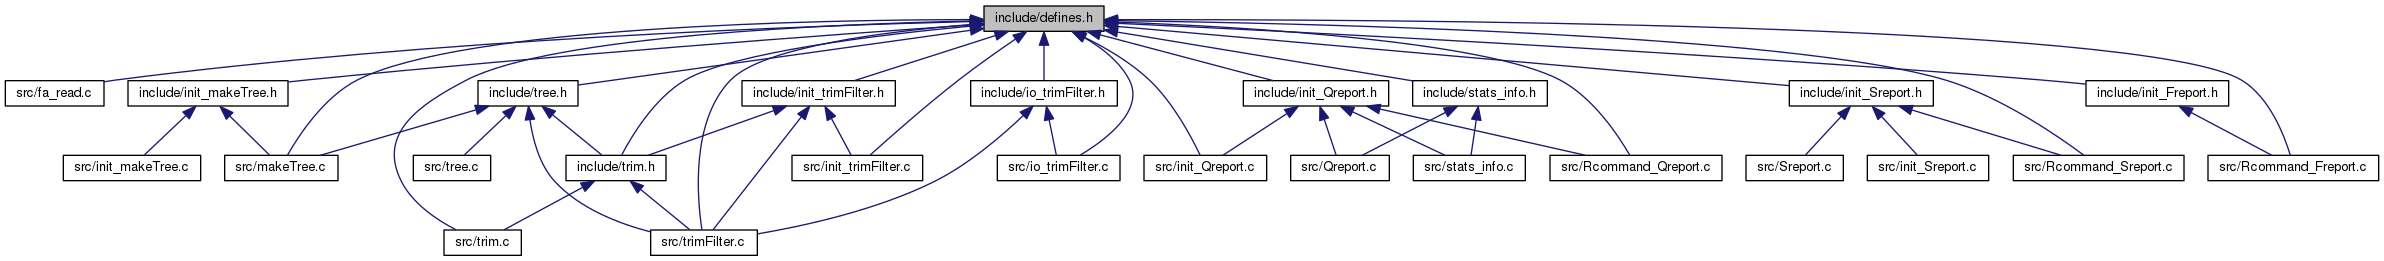 include/defines.h
src/fa_read.c
include/init_makeTree.h
include/tree.h
include/init_trimFilter.h
include/io_trimFilter.h
include/init_Qreport.h
include/stats_info.h
include/init_Sreport.h
include/init_Freport.h
src/init_makeTree.c
src/makeTree.c
src/tree.c
include/trim.h
src/init_trimFilter.c
src/io_trimFilter.c
src/init_Qreport.c
src/Qreport.c
src/stats_info.c
src/Rcommand_Qreport.c
src/Sreport.c
src/init_Sreport.c
src/Rcommand_Sreport.c
src/Rcommand_Freport.c
src/trim.c
src/trimFilter.c